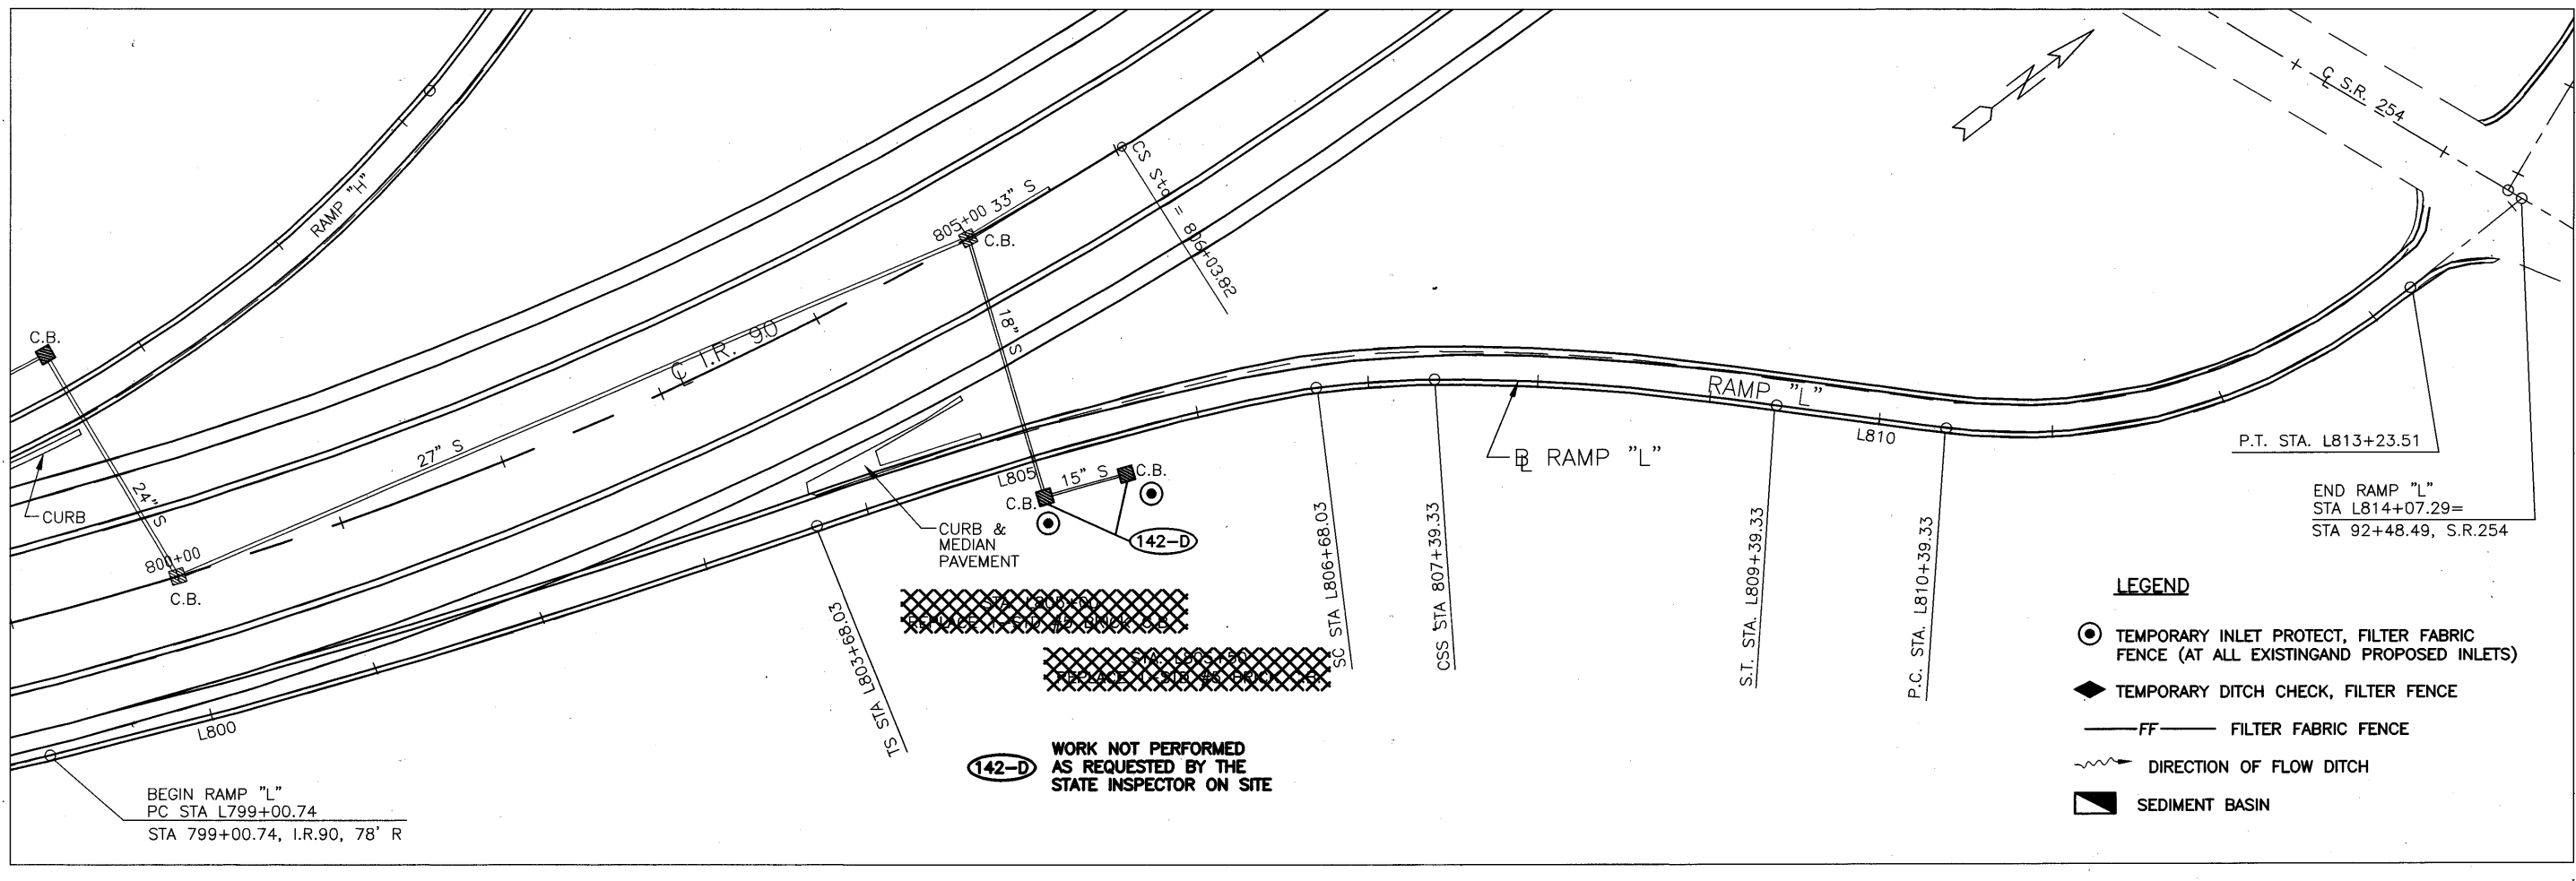 RAMP "H"
C.B.
24" S
CURB
800+00
C.B.
27" S
℄ I.R. 90
805+00
33" S
C.B.
18" S
CS Sta = 806+03.82
℄ S.R. 254
N
RAMP "L"
L810
B̲L RAMP "L"
L805
15" S
C.B.
C.B.
142-D
CURB &
MEDIAN
PAVEMENT
L800
BEGIN RAMP "L"
PC STA L799+00.74
STA 799+00.74, I.R.90, 78' R
TS STA L803+68.03
SC STA L806+68.03
CSS STA 807+39.33
S.T. STA. L809+39.33
P.C. STA. L810+39.33
P.T. STA. L813+23.51
END RAMP "L"
STA L814+07.29=
STA 92+48.49, S.R.254
142-D
WORK NOT PERFORMED
AS REQUESTED BY THE
STATE INSPECTOR ON SITE
LEGEND
TEMPORARY INLET PROTECT, FILTER FABRIC
FENCE (AT ALL EXISTINGAND PROPOSED INLETS)
TEMPORARY DITCH CHECK, FILTER FENCE
FF FILTER FABRIC FENCE
DIRECTION OF FLOW DITCH
SEDIMENT BASIN